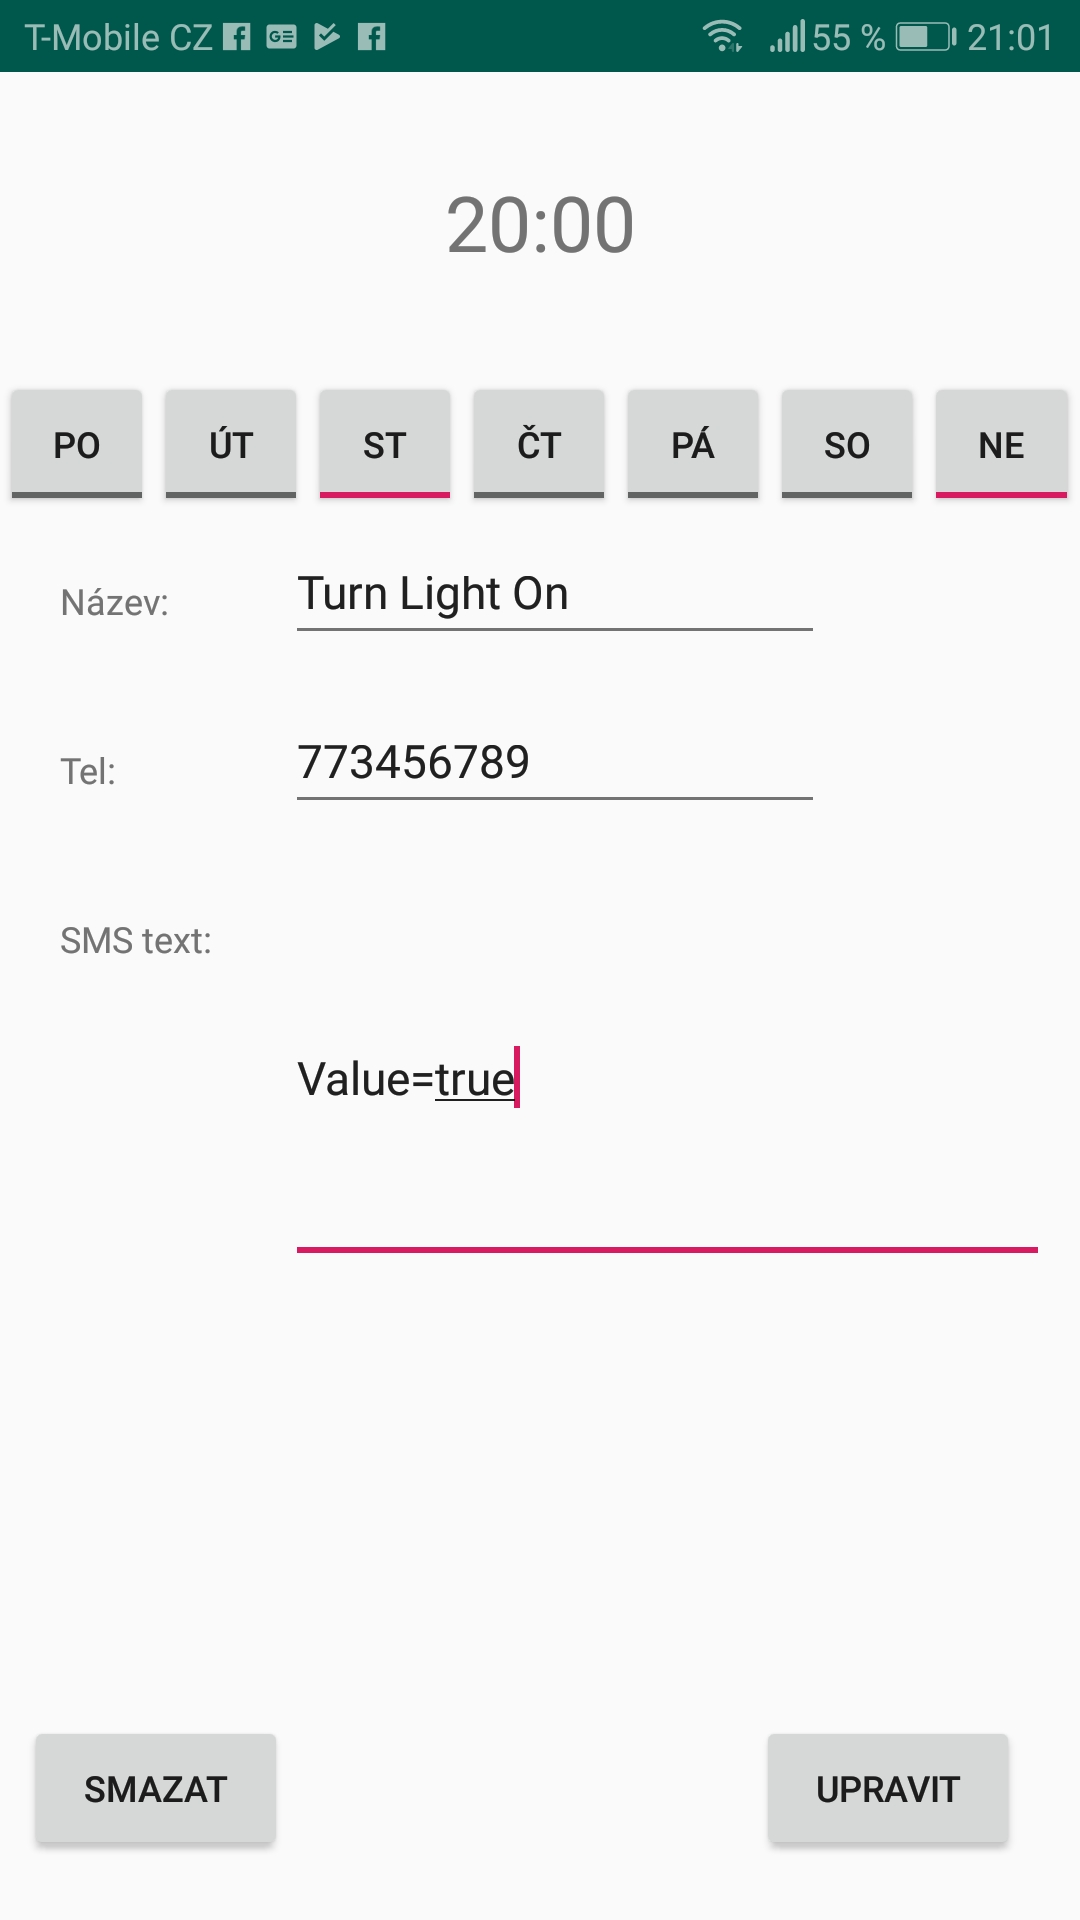 T-Mobile CZ 55 % 21:01
20:00
PO ÚT ST ČT PÁ SO NE
Název: Turn Light On
Tel: 773456789
SMS text:
Value=true
SMAZAT UPRAVIT